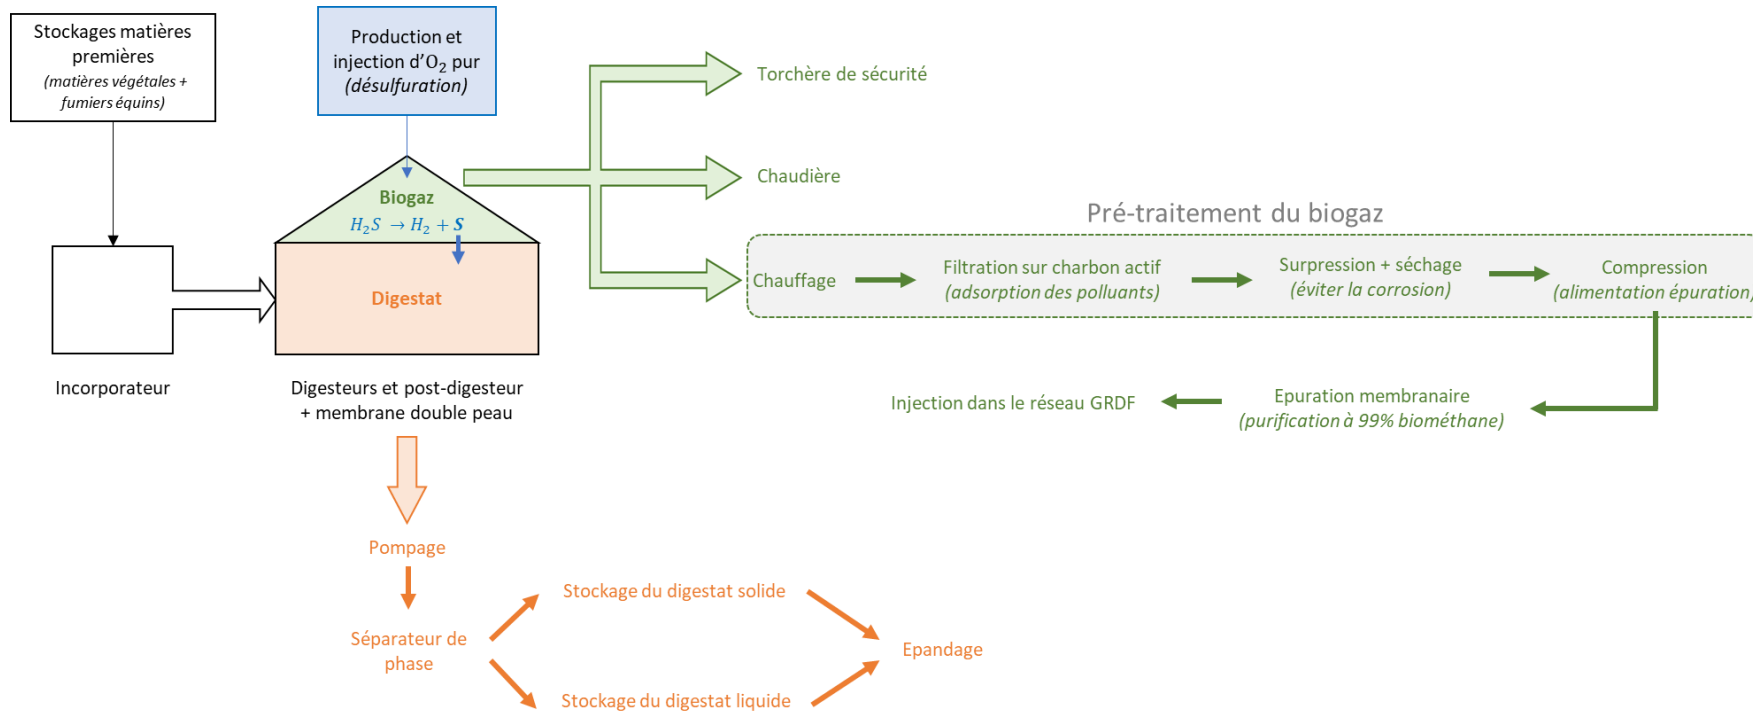 Stockages matières
premières
(matières végétales +
fumiers équins)
Production et
injection d'O₂ pur
(désulfuration)
Torchère de sécurité
Chaudière
Biogaz
H₂S → H₂ + S
Digestat
Pré-traitement du biogaz
Chauffage
Filtration sur charbon actif
(adsorption des polluants)
Surpression + séchage
(éviter la corrosion)
Compression
(alimentation épuration)
Incorporateur
Digesteurs et post-digesteur
+ membrane double peau
Injection dans le réseau GRDF
Epuration membranaire
(purification à 99% biométhane)
Pompage
Séparateur de
phase
Stockage du digestat solide
Stockage du digestat liquide
Epandage